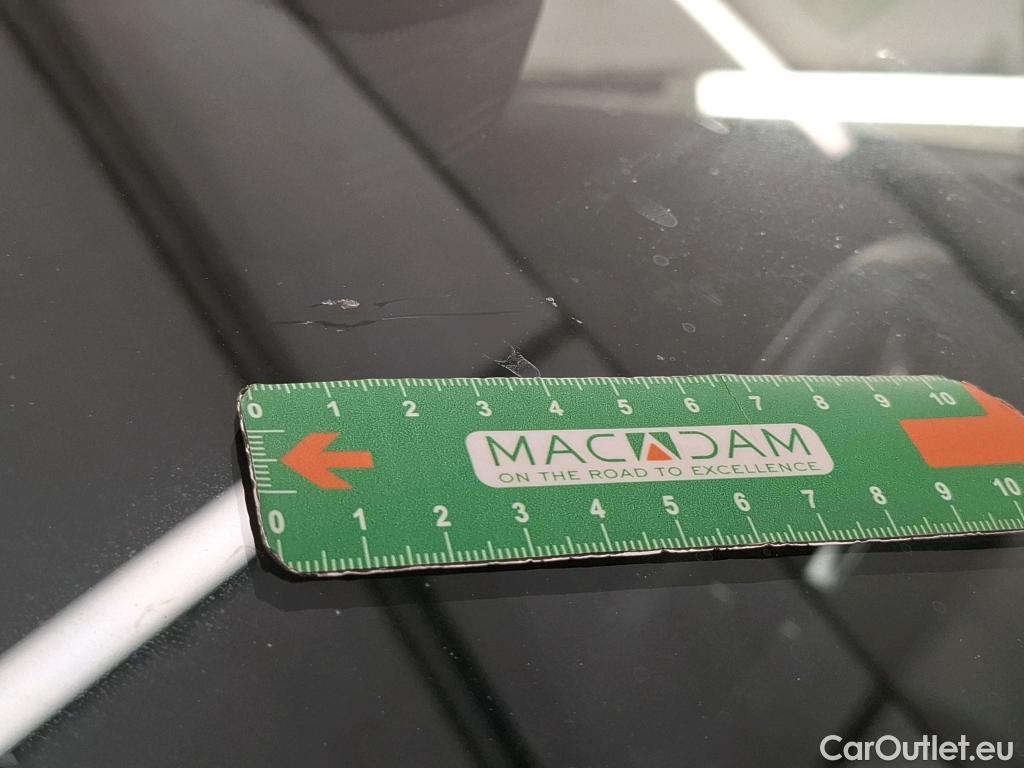 0 1 2 3 4 5 6 7 8 9 10
MACADAM
ON THE ROAD TO EXCELLENCE
0 1 2 3 4 5 6 7 8 9 10
CarOutlet.eu